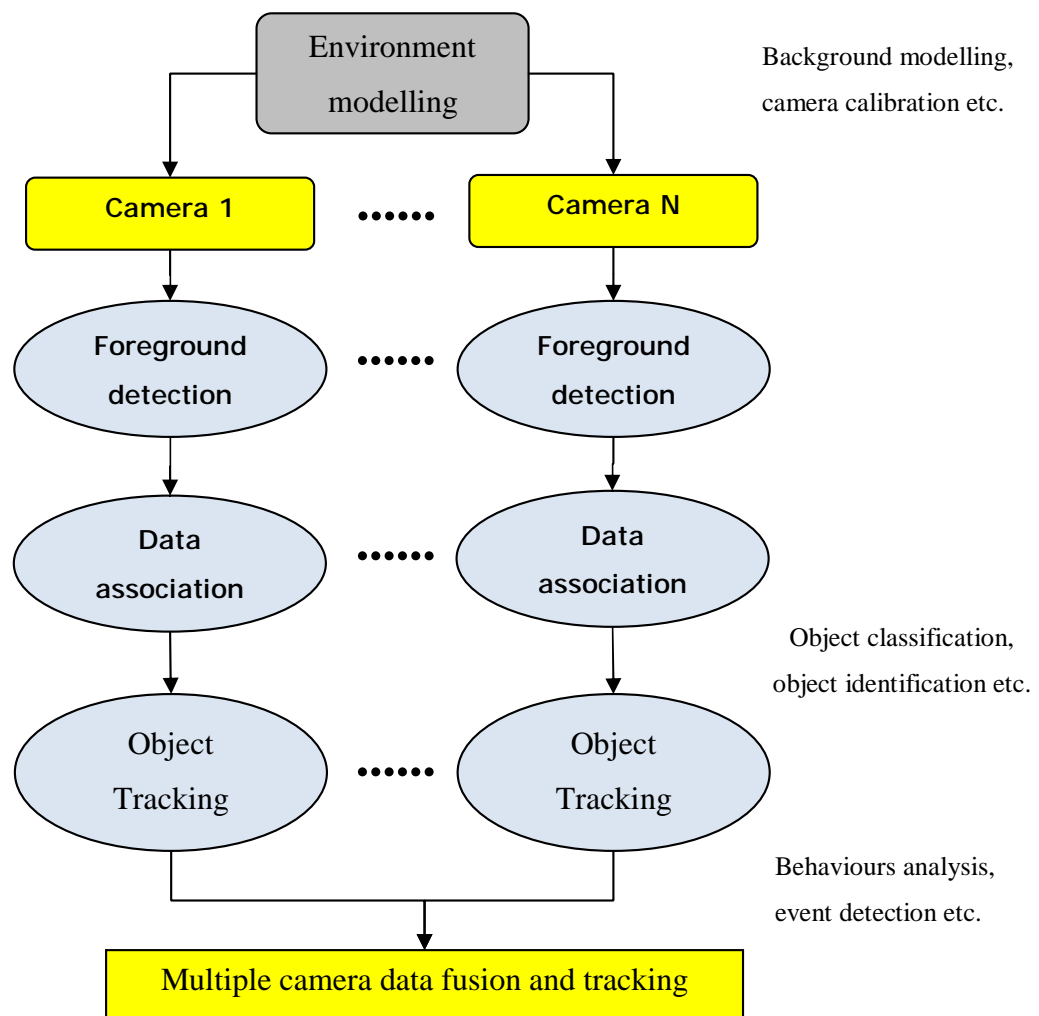 Environment
modelling
Background modelling,
camera calibration etc.
Camera 1
Camera N
Foreground
detection
Foreground
detection
Data
association
Data
association
Object classification,
object identification etc.
Object
Tracking
Object
Tracking
Behaviours analysis,
event detection etc.
Multiple camera data fusion and tracking